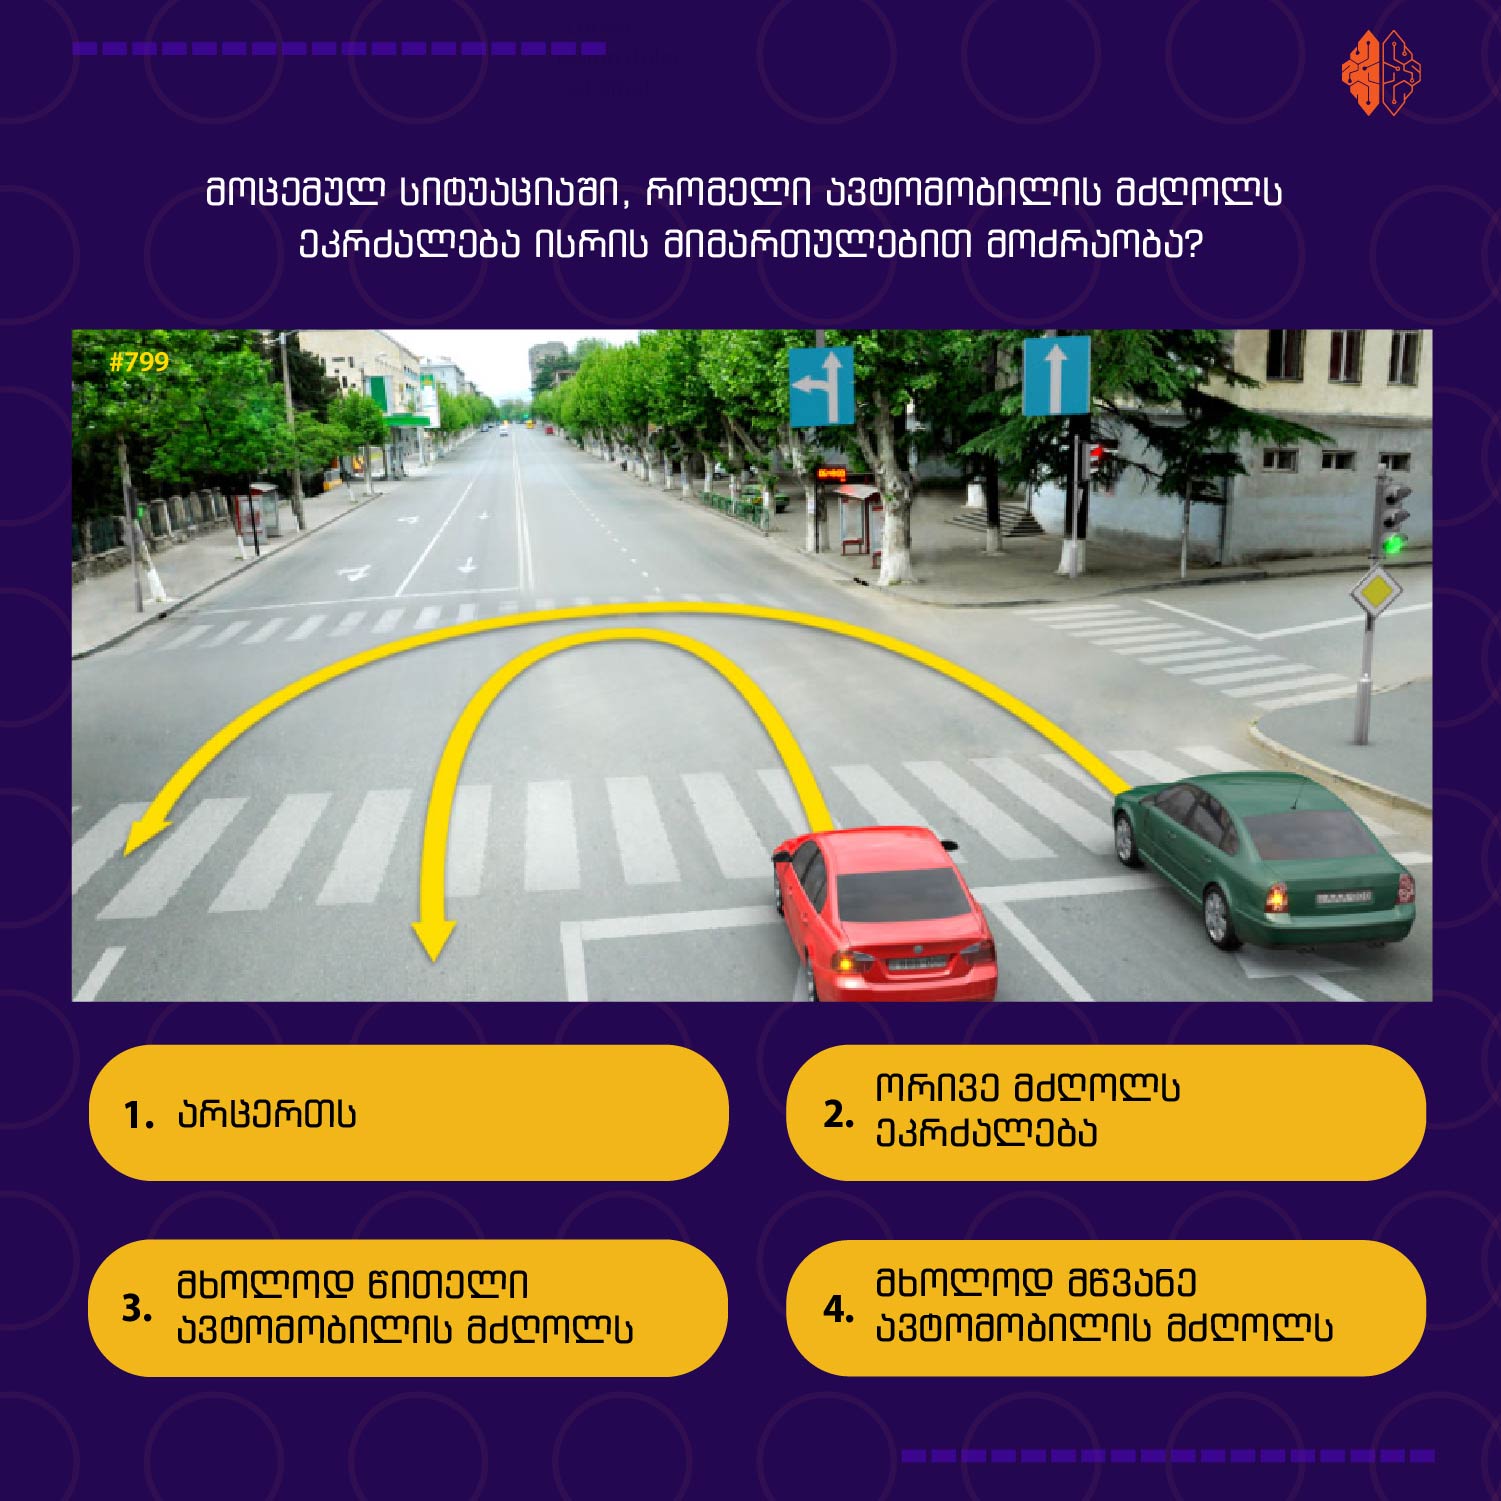 მოცემულ სიტუაციაში, რომელი ავტომობილის მძღოლს
ეკრძალება ისრის მიმართულებით მოძრაობა?
#799
1. არცერთს
2. ორივე მძღოლს
ეკრძალება
3. მხოლოდ წითელი
ავტომობილის მძღოლს
4. მხოლოდ მწვანე
ავტომობილის მძღოლს